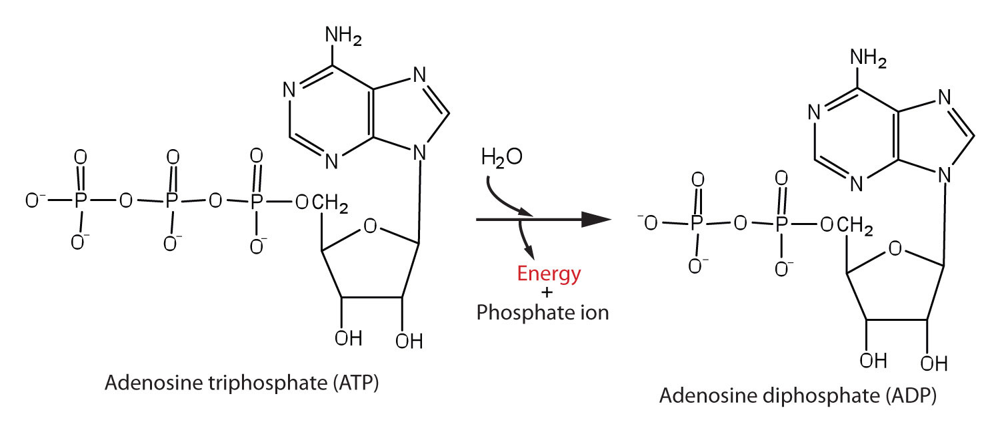 NH₂
N
N
N
N
O
O
O
O⁻
P
O
P
O
P
OCH₂
O⁻
O⁻
O⁻
O
OH
OH
Adenosine triphosphate (ATP)
H₂O
Energy
+
Phosphate ion
NH₂
N
N
N
N
O
O
⁻O
P
O
P
OCH₂
O⁻
O⁻
O
OH
OH
Adenosine diphosphate (ADP)